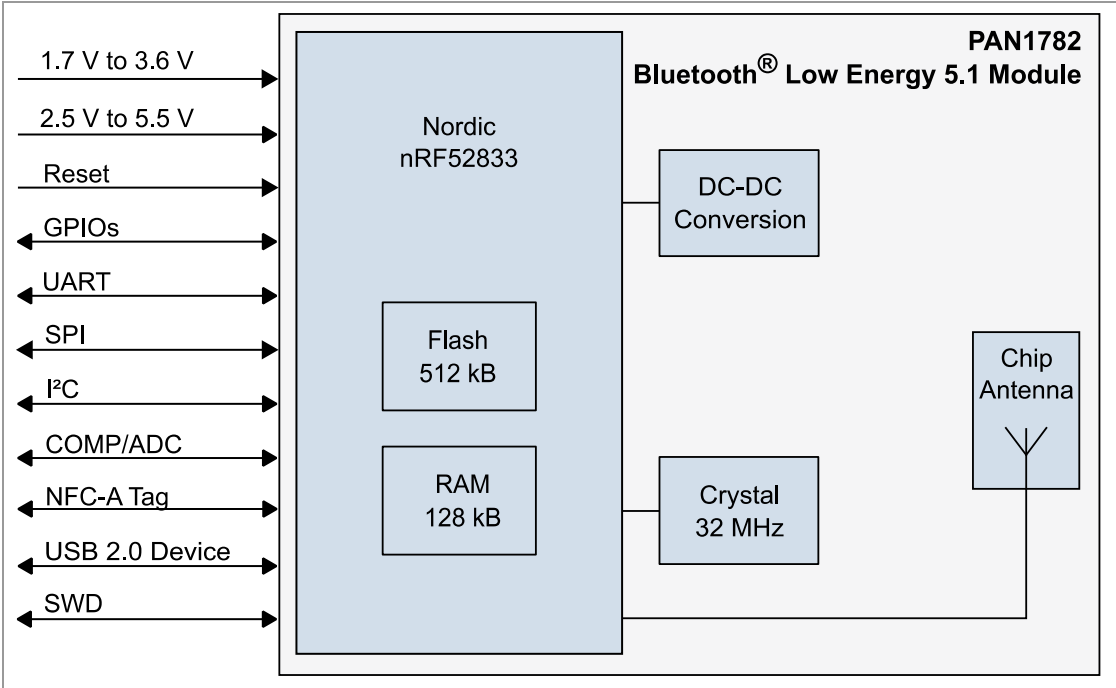 PAN1782
Bluetooth® Low Energy 5.1 Module
1.7 V to 3.6 V
2.5 V to 5.5 V
Reset
GPIOs
UART
SPI
I²C
COMP/ADC
NFC-A Tag
USB 2.0 Device
SWD
Nordic
nRF52833
Flash
512 kB
RAM
128 kB
DC-DC
Conversion
Crystal
32 MHz
Chip
Antenna